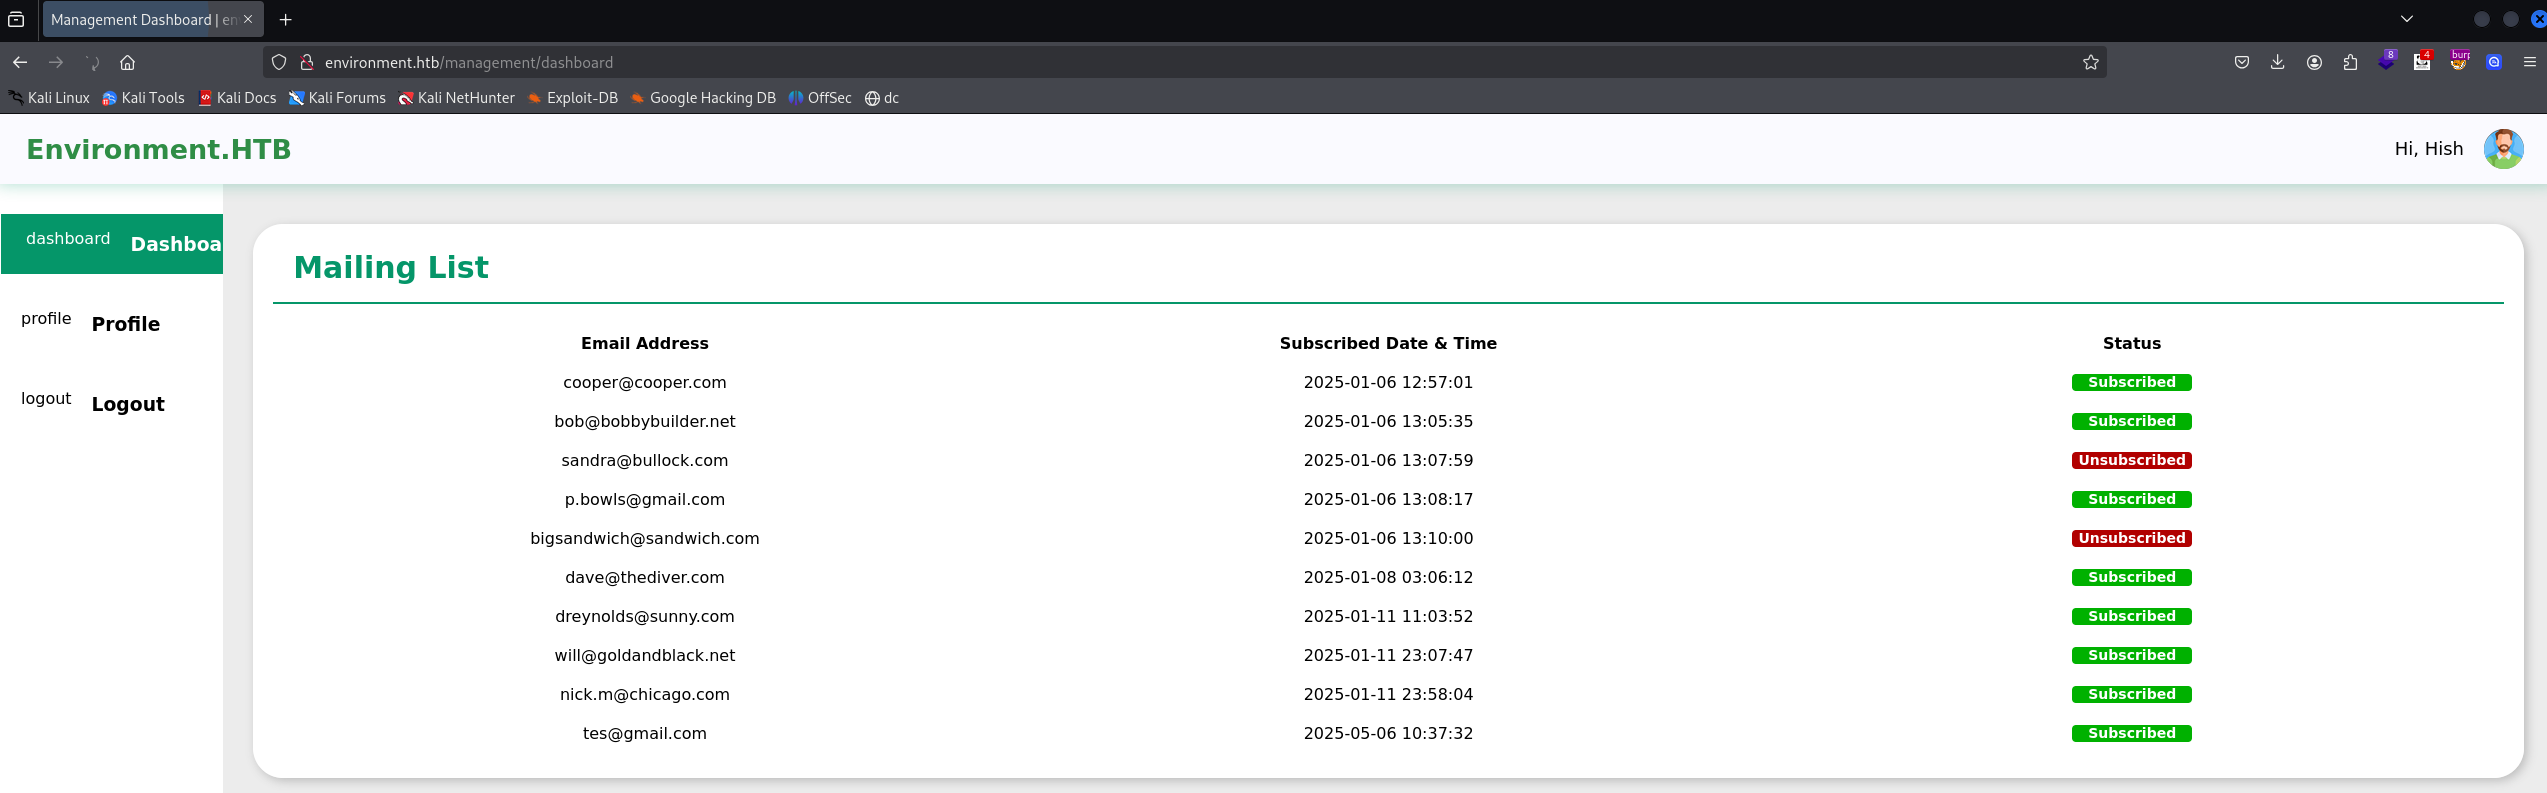 Management Dashboard | en
environment.htb/management/dashboard
8 4 burp
Kali Linux Kali Tools Kali Docs Kali Forums Kali NetHunter Exploit-DB Google Hacking DB OffSec dc
Environment.HTB
Hi, Hish
dashboard Dashboa
profile Profile
logout Logout
Mailing List
Email Address Subscribed Date & Time Status
cooper@cooper.com 2025-01-06 12:57:01 Subscribed
bob@bobbybuilder.net 2025-01-06 13:05:35 Subscribed
sandra@bullock.com 2025-01-06 13:07:59 Unsubscribed
p.bowls@gmail.com 2025-01-06 13:08:17 Subscribed
bigsandwich@sandwich.com 2025-01-06 13:10:00 Unsubscribed
dave@thediver.com 2025-01-08 03:06:12 Subscribed
dreynolds@sunny.com 2025-01-11 11:03:52 Subscribed
will@goldandblack.net 2025-01-11 23:07:47 Subscribed
nick.m@chicago.com 2025-01-11 23:58:04 Subscribed
tes@gmail.com 2025-05-06 10:37:32 Subscribed